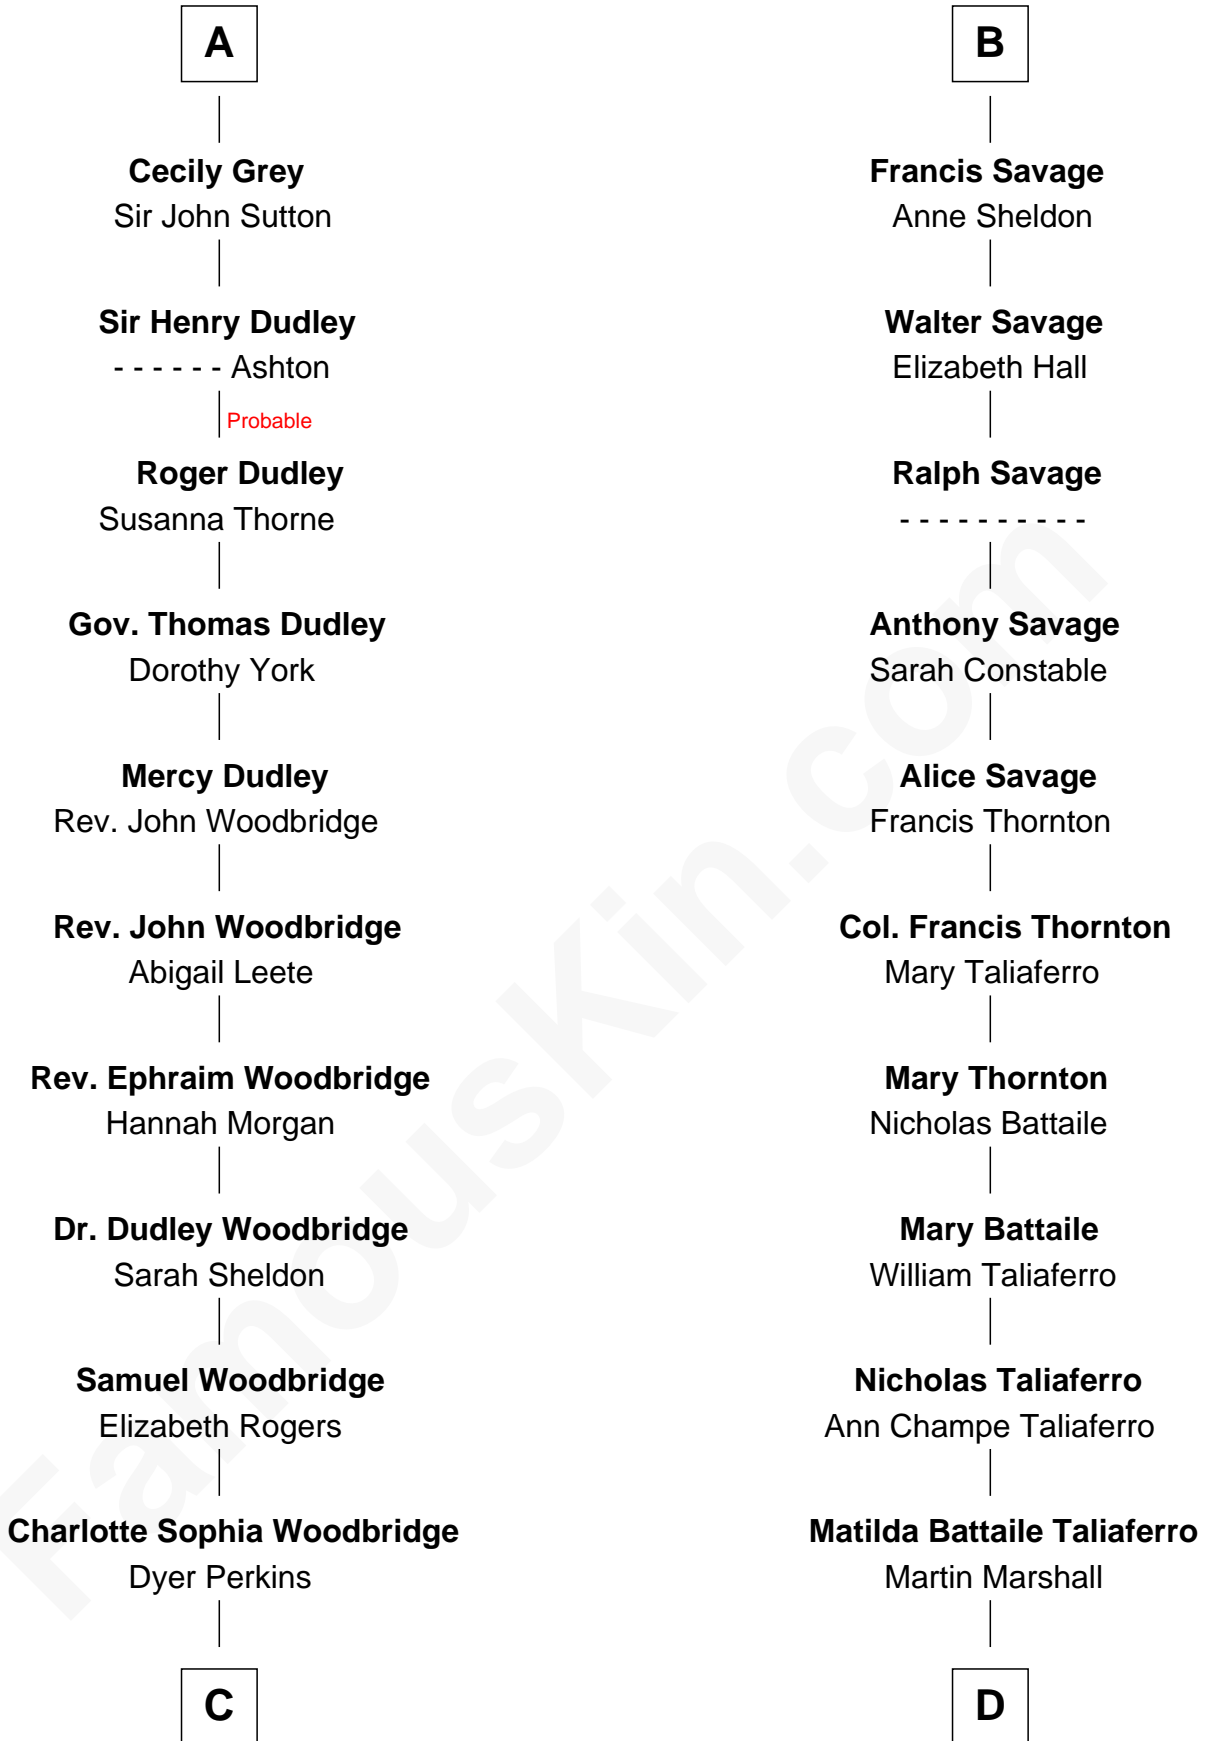 A
Cecily Grey
Sir John Sutton
Sir Henry Dudley
- - - - - - Ashton
Probable
Roger Dudley
Susanna Thorne
Gov. Thomas Dudley
Dorothy York
Mercy Dudley
Rev. John Woodbridge
Rev. John Woodbridge
Abigail Leete
Rev. Ephraim Woodbridge
Hannah Morgan
Dr. Dudley Woodbridge
Sarah Sheldon
Samuel Woodbridge
Elizabeth Rogers
Charlotte Sophia Woodbridge
Dyer Perkins
C
B
Francis Savage
Anne Sheldon
Walter Savage
Elizabeth Hall
Ralph Savage
- - - - - - - - - -
Anthony Savage
Sarah Constable
Alice Savage
Francis Thornton
Col. Francis Thornton
Mary Taliaferro
Mary Thornton
Nicholas Battaile
Mary Battaile
William Taliaferro
Nicholas Taliaferro
Ann Champe Taliaferro
Matilda Battaile Taliaferro
Martin Marshall
D
FamousKin.com